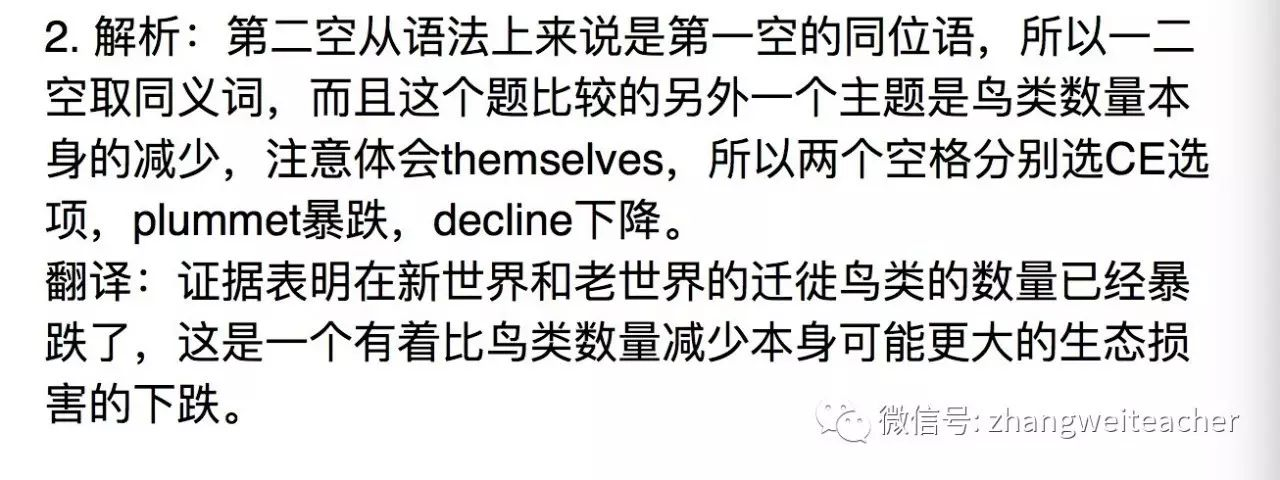 2. 解析：第二空从语法上来说是第一空的同位语，所以一二
空取同义词，而且这个题比较的另外一个主题是鸟类数量本
身的减少，注意体会themselves，所以两个空格分别选CE选
项，plummet暴跌，decline下降。
翻译：证据表明在新世界和老世界的迁徙鸟类的数量已经暴
跌了，这是一个有着比鸟类数量减少本身可能更大的生态损
害的下跌。
微信号: zhangweiteacher